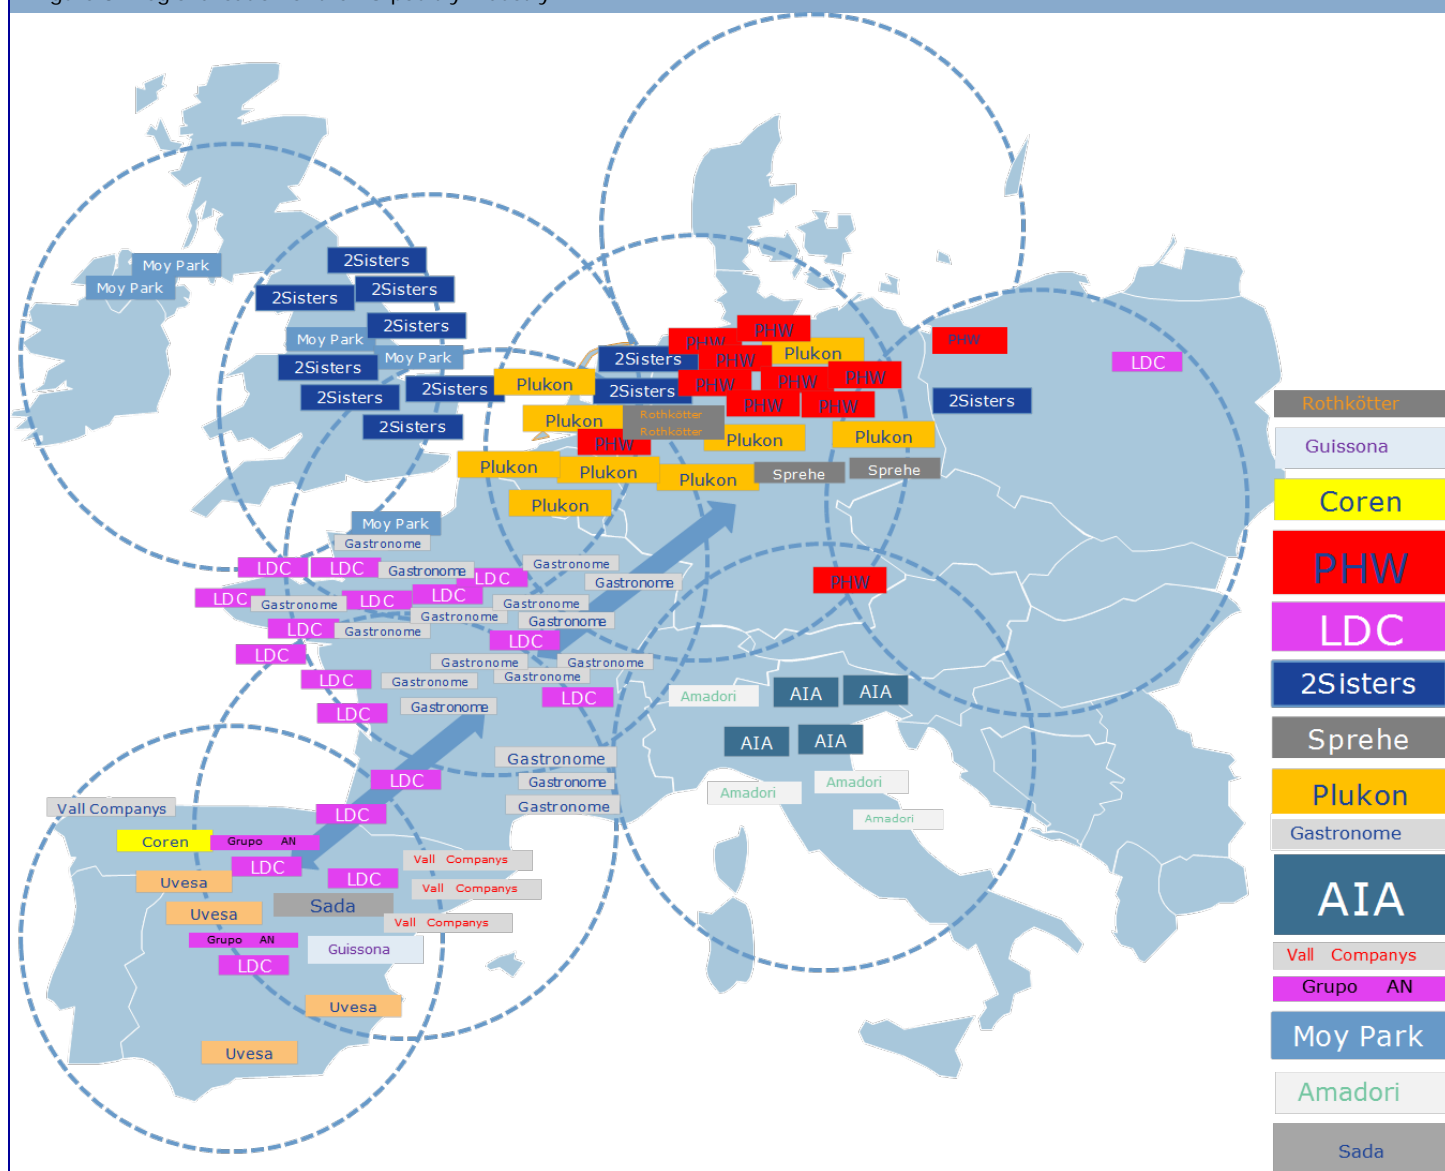 Moy Park
Moy Park
2Sisters
2Sisters
2Sisters
2Sisters
Moy Park
Moy Park
2Sisters
2Sisters
2Sisters
2Sisters
PHW
PHW
PHW
2Sisters
PHW
Plukon
PHW
LDC
Plukon
2Sisters
PHW
PHW
PHW
PHW
PHW
2Sisters
Plukon
Rothkötter
Rothkötter
PHW
Plukon
Plukon
Plukon
Plukon
Plukon
Sprehe
Sprehe
Plukon
Moy Park
Gastronome
LDC
LDC
Gastronome
LDC
Gastronome
Gastronome
PHW
LDC
Gastronome
LDC
LDC
Gastronome
Gastronome
Gastronome
LDC
Gastronome
LDC
LDC
Gastronome
Gastronome
LDC
Gastronome
Gastronome
LDC
LDC
Gastronome
Amadori
AIA
AIA
AIA
AIA
Gastronome
Gastronome
Gastronome
LDC
LDC
Amadori
Amadori
Amadori
Vall Companys
Coren
Grupo AN
LDC
LDC
Vall Companys
Vall Companys
Vall Companys
Uvesa
Uvesa
Sada
Grupo AN
Guissona
LDC
Uvesa
Uvesa
Rothkötter
Guissona
Coren
PHW
LDC
2Sisters
Sprehe
Plukon
Gastronome
AIA
Vall Companys
Grupo AN
Moy Park
Amadori
Sada